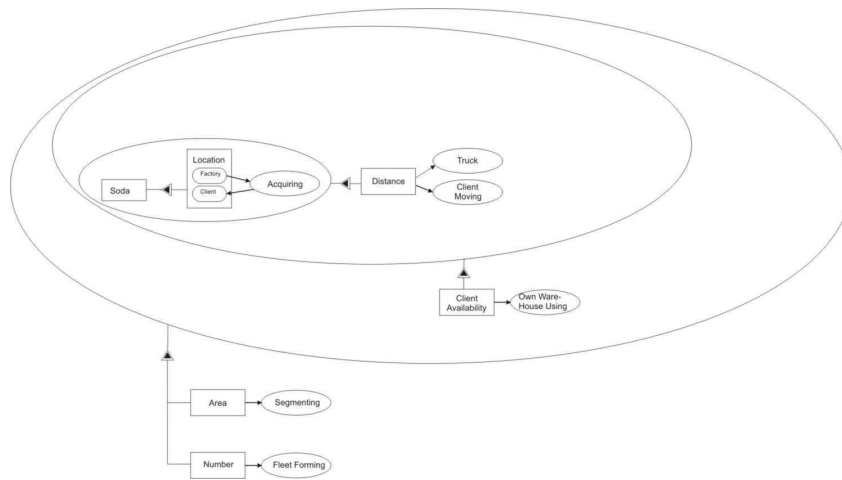 Location
Factory
Client
Soda
Acquiring
Distance
Truck
Client
Moving
Client
Availability
Own Ware-
House Using
Area
Segmenting
Number
Fleet Forming